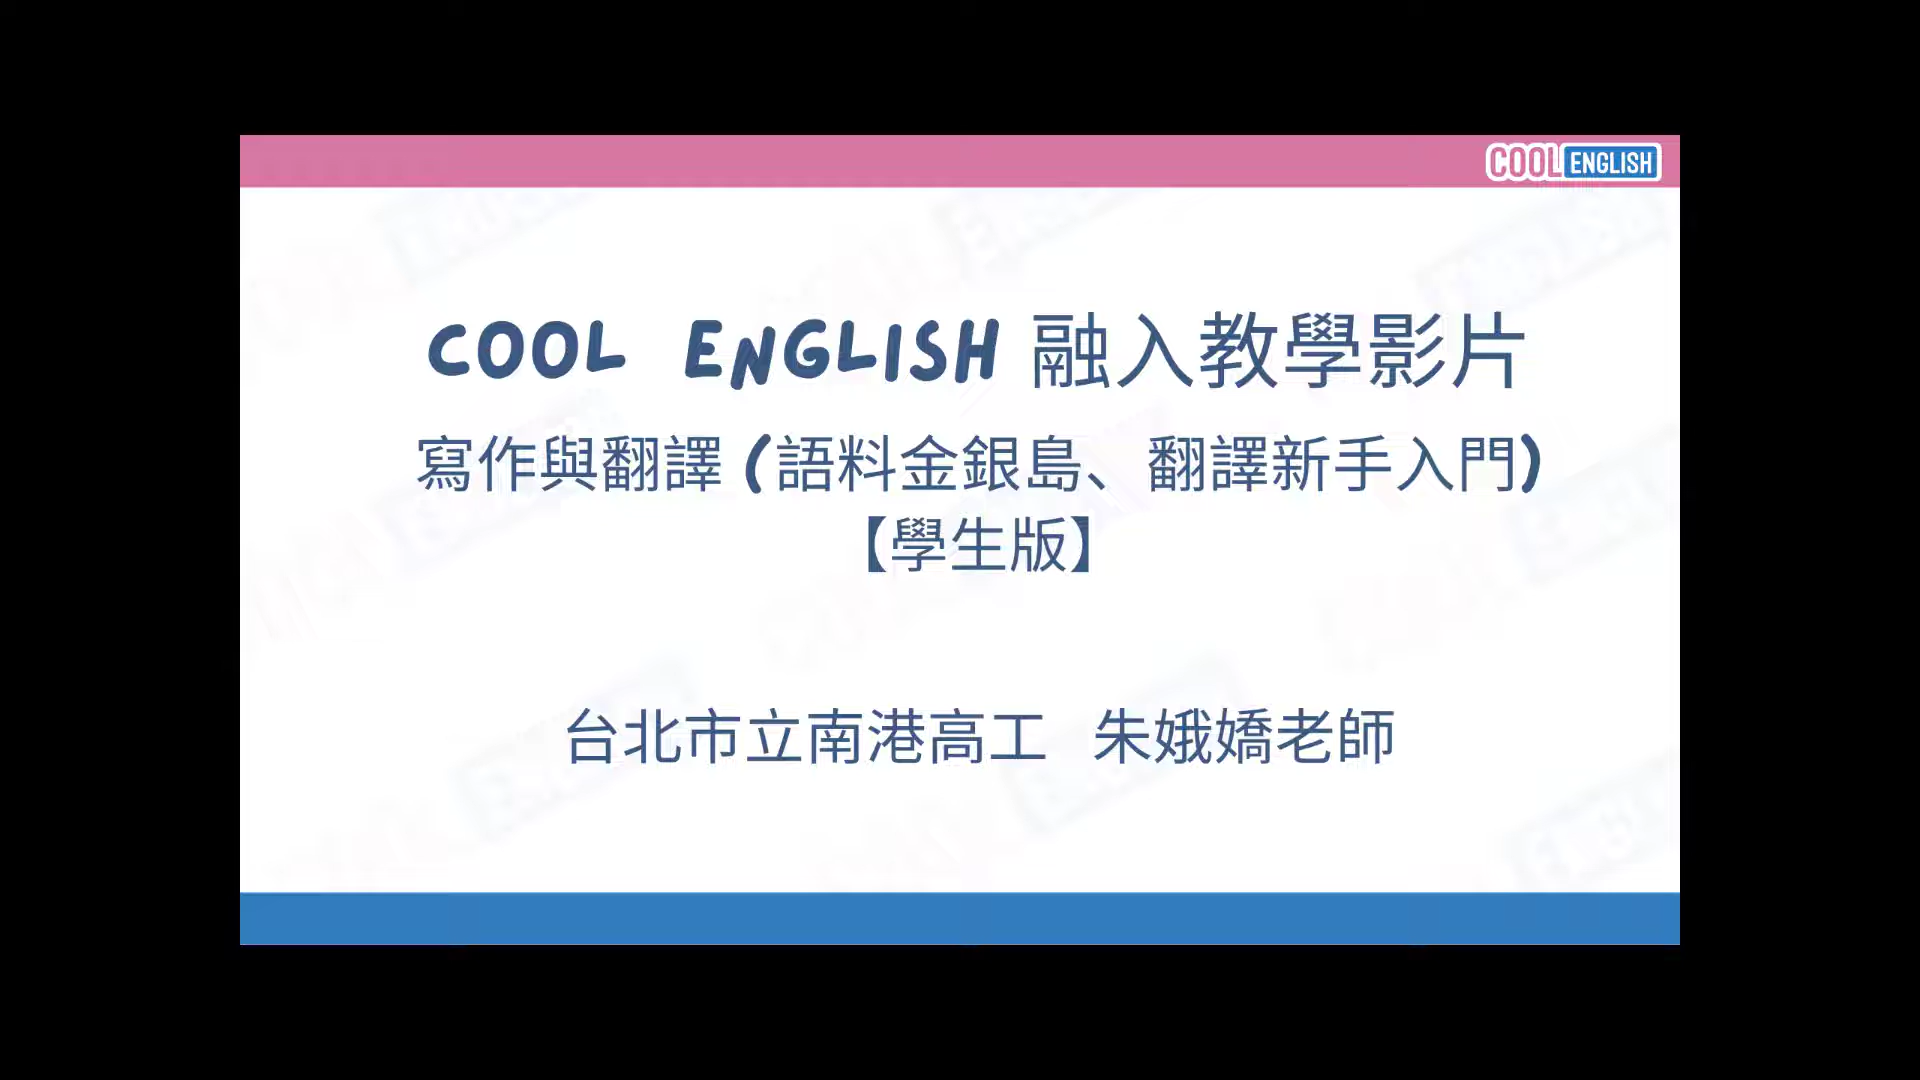 COOL ENGLISH
COOL ENGLISH 融入教學影片
寫作與翻譯 (語料金銀島、翻譯新手入門)
【學生版】
台北市立南港高工 朱娥嬌老師